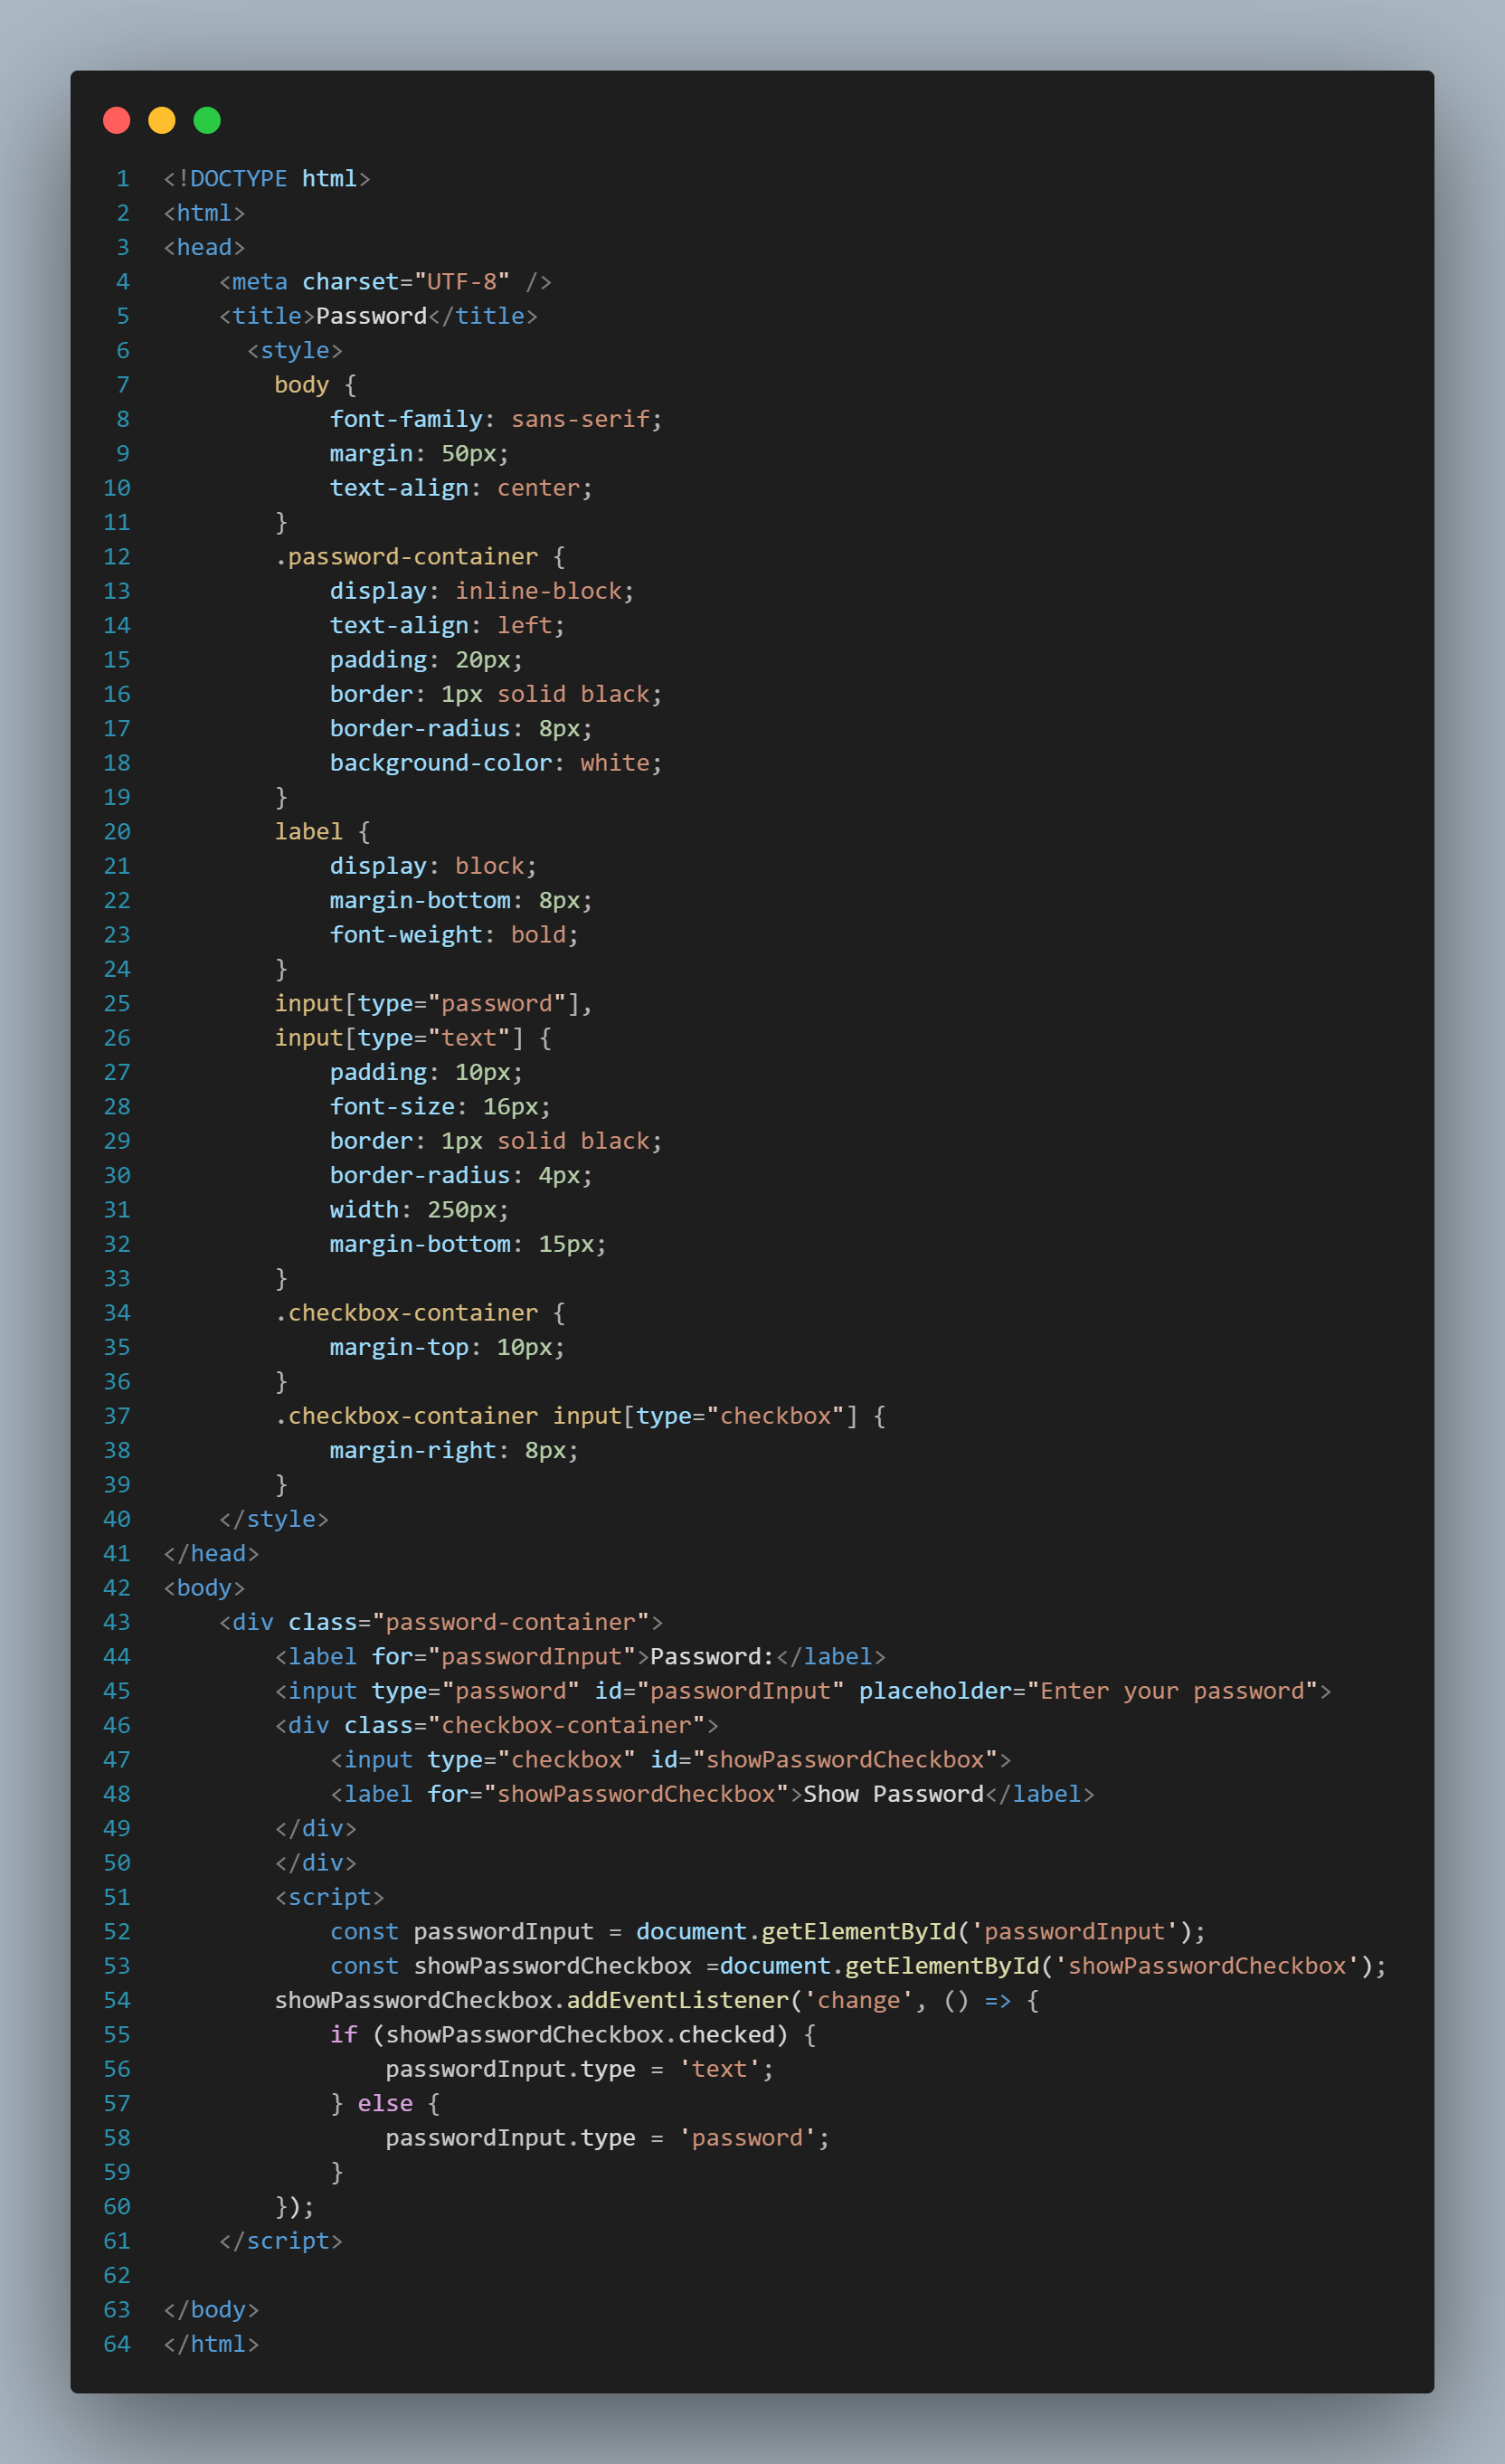 1 <!DOCTYPE html>
2 <html>
3 <head>
4     <meta charset="UTF-8" />
5     <title>Password</title>
6       <style>
7         body {
8             font-family: sans-serif;
9             margin: 50px;
10             text-align: center;
11         }
12         .password-container {
13             display: inline-block;
14             text-align: left;
15             padding: 20px;
16             border: 1px solid black;
17             border-radius: 8px;
18             background-color: white;
19         }
20         label {
21             display: block;
22             margin-bottom: 8px;
23             font-weight: bold;
24         }
25         input[type="password"],
26         input[type="text"] {
27             padding: 10px;
28             font-size: 16px;
29             border: 1px solid black;
30             border-radius: 4px;
31             width: 250px;
32             margin-bottom: 15px;
33         }
34         .checkbox-container {
35             margin-top: 10px;
36         }
37         .checkbox-container input[type="checkbox"] {
38             margin-right: 8px;
39         }
40     </style>
41 </head>
42 <body>
43     <div class="password-container">
44         <label for="passwordInput">Password:</label>
45         <input type="password" id="passwordInput" placeholder="Enter your password">
46         <div class="checkbox-container">
47             <input type="checkbox" id="showPasswordCheckbox">
48             <label for="showPasswordCheckbox">Show Password</label>
49         </div>
50         </div>
51         <script>
52             const passwordInput = document.getElementById('passwordInput');
53             const showPasswordCheckbox =document.getElementById('showPasswordCheckbox');
54         showPasswordCheckbox.addEventListener('change', () => {
55             if (showPasswordCheckbox.checked) {
56                 passwordInput.type = 'text';
57             } else {
58                 passwordInput.type = 'password';
59             }
60         });
61     </script>
62
63 </body>
64 </html>